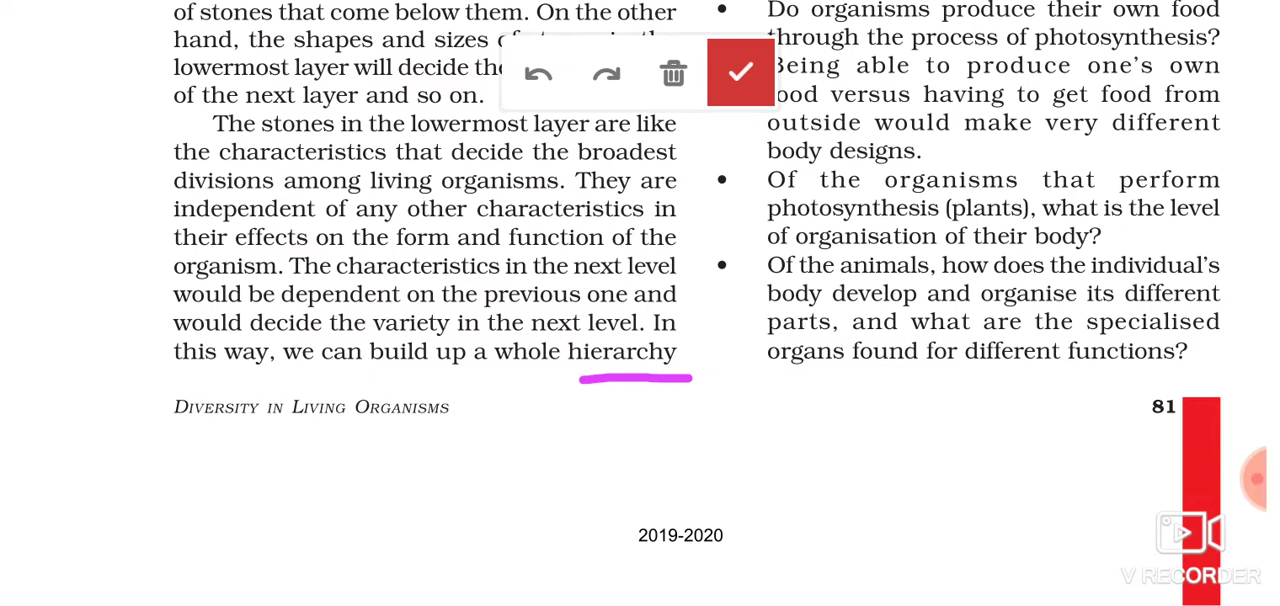 of stones that come below them. On the other
hand, the shapes and sizes
lowermost layer will decide
of the next layer and so on.
The stones in the lowermost layer are like
the characteristics that decide the broadest
divisions among living organisms. They are
independent of any other characteristics in
their effects on the form and function of the
organism. The characteristics in the next level
would be dependent on the previous one and
would decide the variety in the next level. In
this way, we can build up a whole hierarchy
• Do organisms produce their own food
through the process of photosynthesis?
Being able to produce one's own
food versus having to get food from
outside would make very different
body designs.
• Of the organisms that perform
photosynthesis (plants), what is the level
of organisation of their body?
• Of the animals, how does the individual's
body develop and organise its different
parts, and what are the specialised
organs found for different functions?
DIVERSITY IN LIVING ORGANISMS
81
2019-2020
V RECORDER